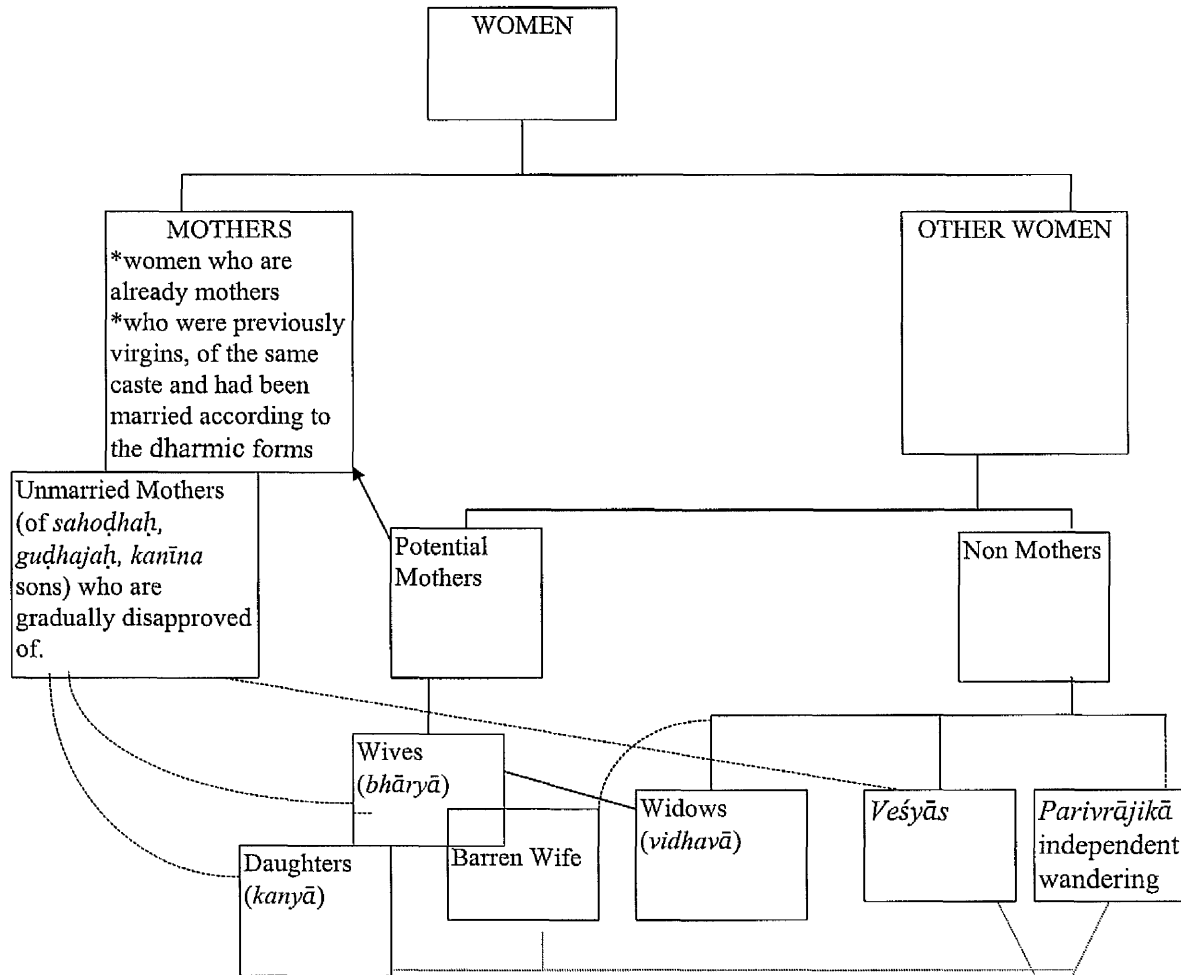 WOMEN
MOTHERS
*women who are
already mothers
*who were previously
virgins, of the same
caste and had been
married according to
the dharmic forms
OTHER WOMEN
Unmarried Mothers
(of sahoḍhaḥ,
guḍhajaḥ, kanīna
sons) who are
gradually disapproved
of.
Potential
Mothers
Non Mothers
Wives
(bhāryā)
Barren Wife
Daughters
(kanyā)
Widows
(vidhavā)
Veśyās
Parivrājikā
independent
wandering